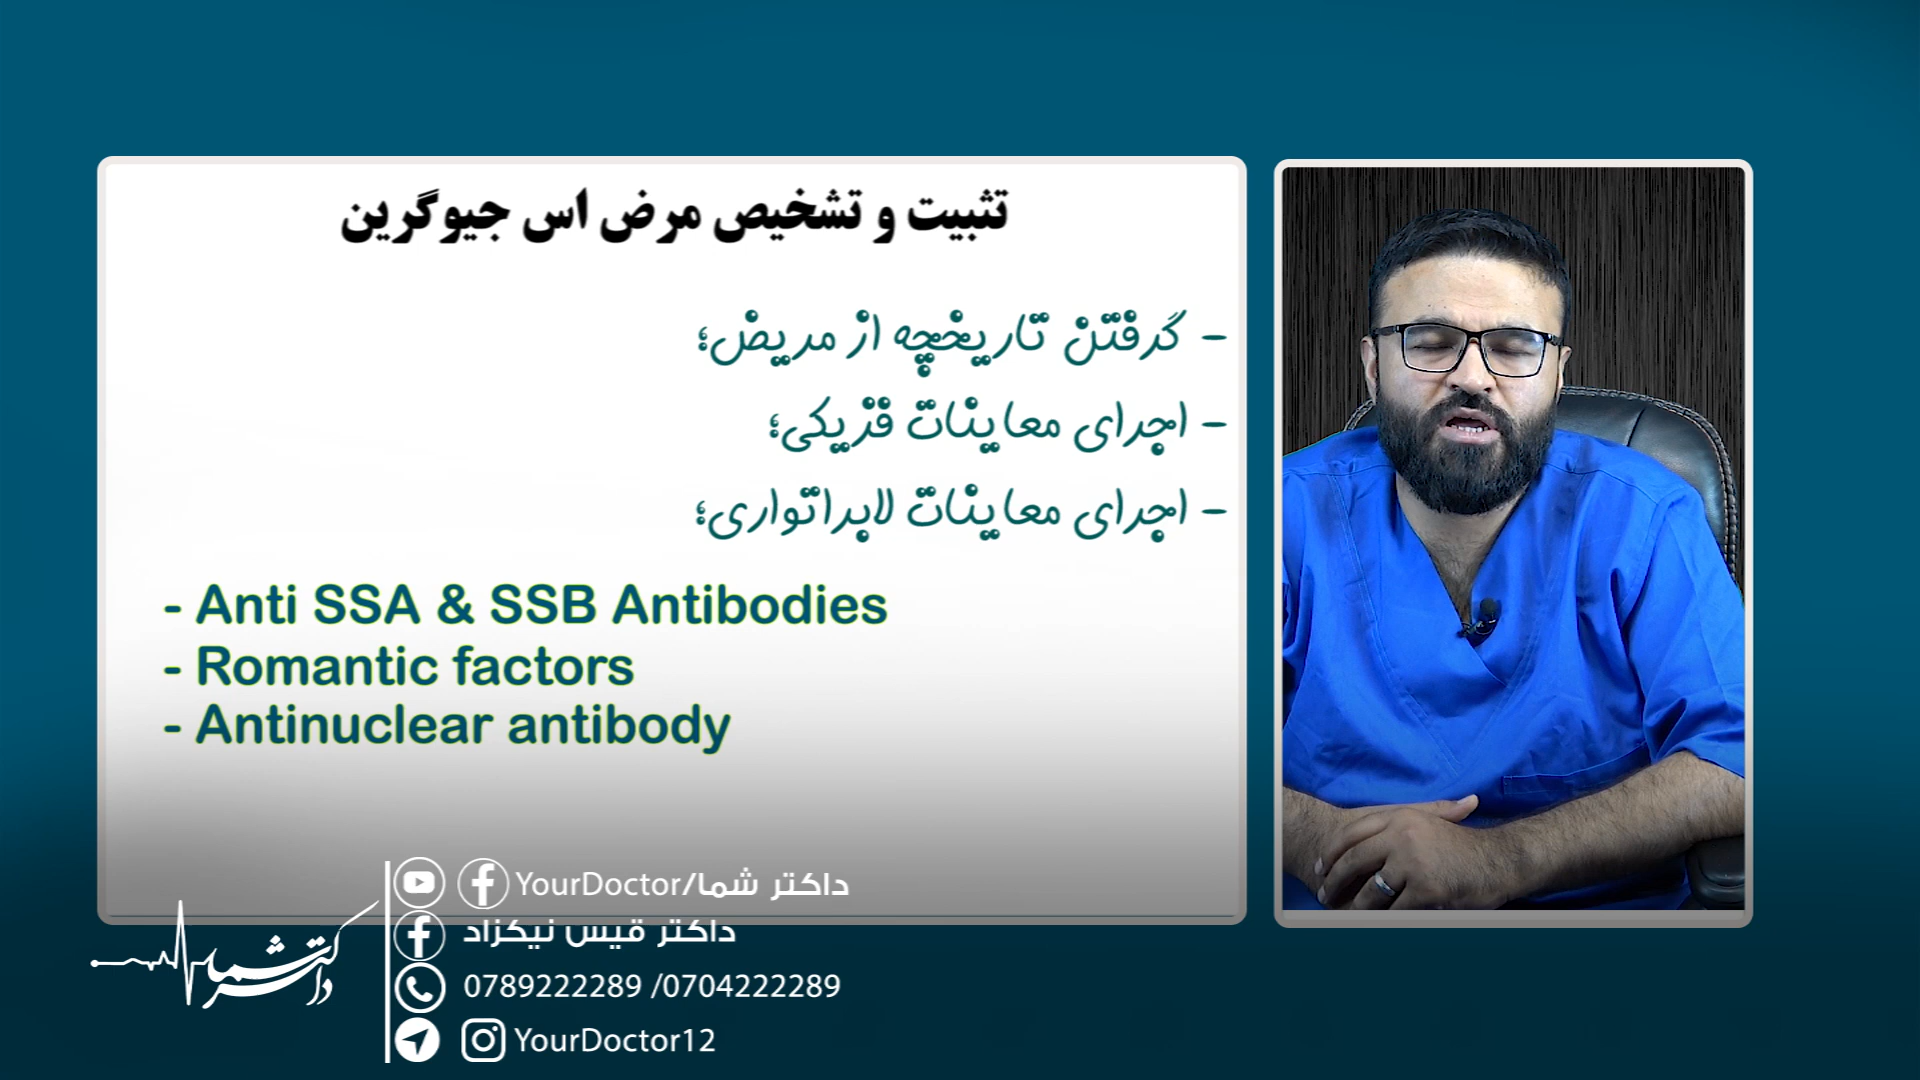 تثبیت و تشخیص مرض اس جیوگرین
- گرفتن تاریخچه از مریض؛
- اجرای معاینات فزیکی؛
- اجرای معاینات لابراتواری؛
- Anti SSA & SSB Antibodies
- Romantic factors
- Antinuclear antibody
YourDoctor/داکتر شما
داکتر قیس نیکزاد
0789222289 /0704222289
YourDoctor12
داکتر شما